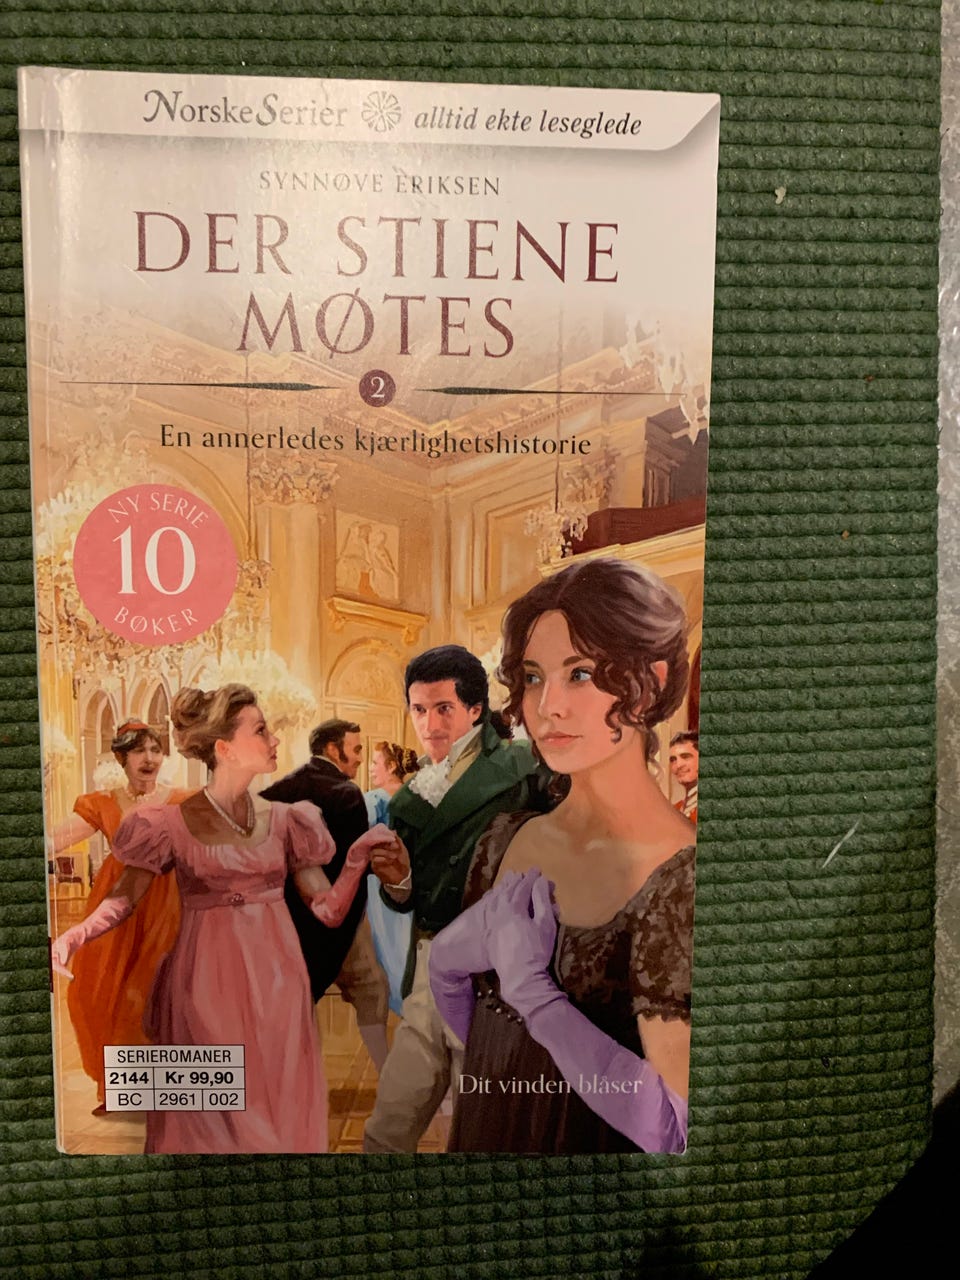 NorskeSerier alltid ekte leseglede
SYNNØVE ERIKSEN
DER STIENE
MØTES
2
En annerledes kjærlighetshistorie
NY SERIE
10
BØKER
SERIEROMANER
2144 Kr 99,90
BC 2961 002
Dit vinden blåser